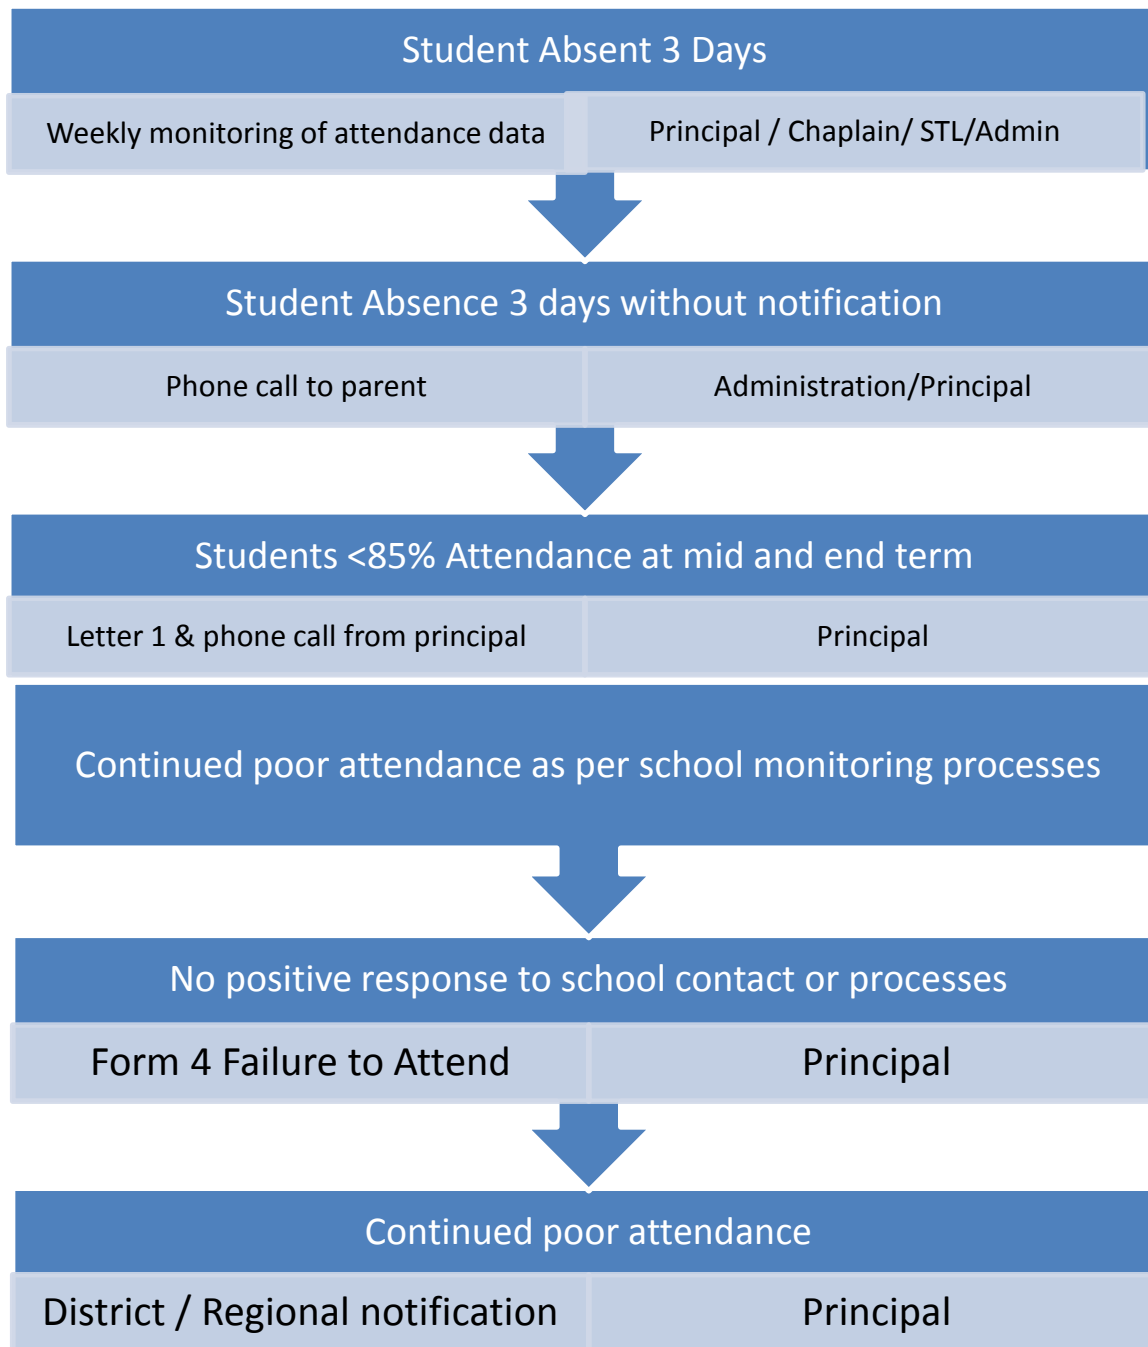 Student Absent 3 Days
Weekly monitoring of attendance data
Principal / Chaplain/ STL/Admin
Student Absence 3 days without notification
Phone call to parent
Administration/Principal
Students <85% Attendance at mid and end term
Letter 1 & phone call from principal
Principal
Continued poor attendance as per school monitoring processes
No positive response to school contact or processes
Form 4 Failure to Attend
Principal
Continued poor attendance
District / Regional notification
Principal